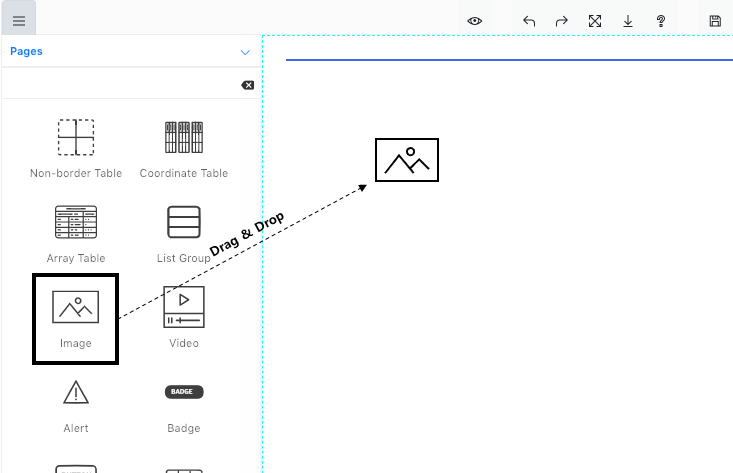 Pages
Non-border Table
Coordinate Table
Array Table
List Group
Drag & Drop
Image
Video
BADGE
Alert
Badge